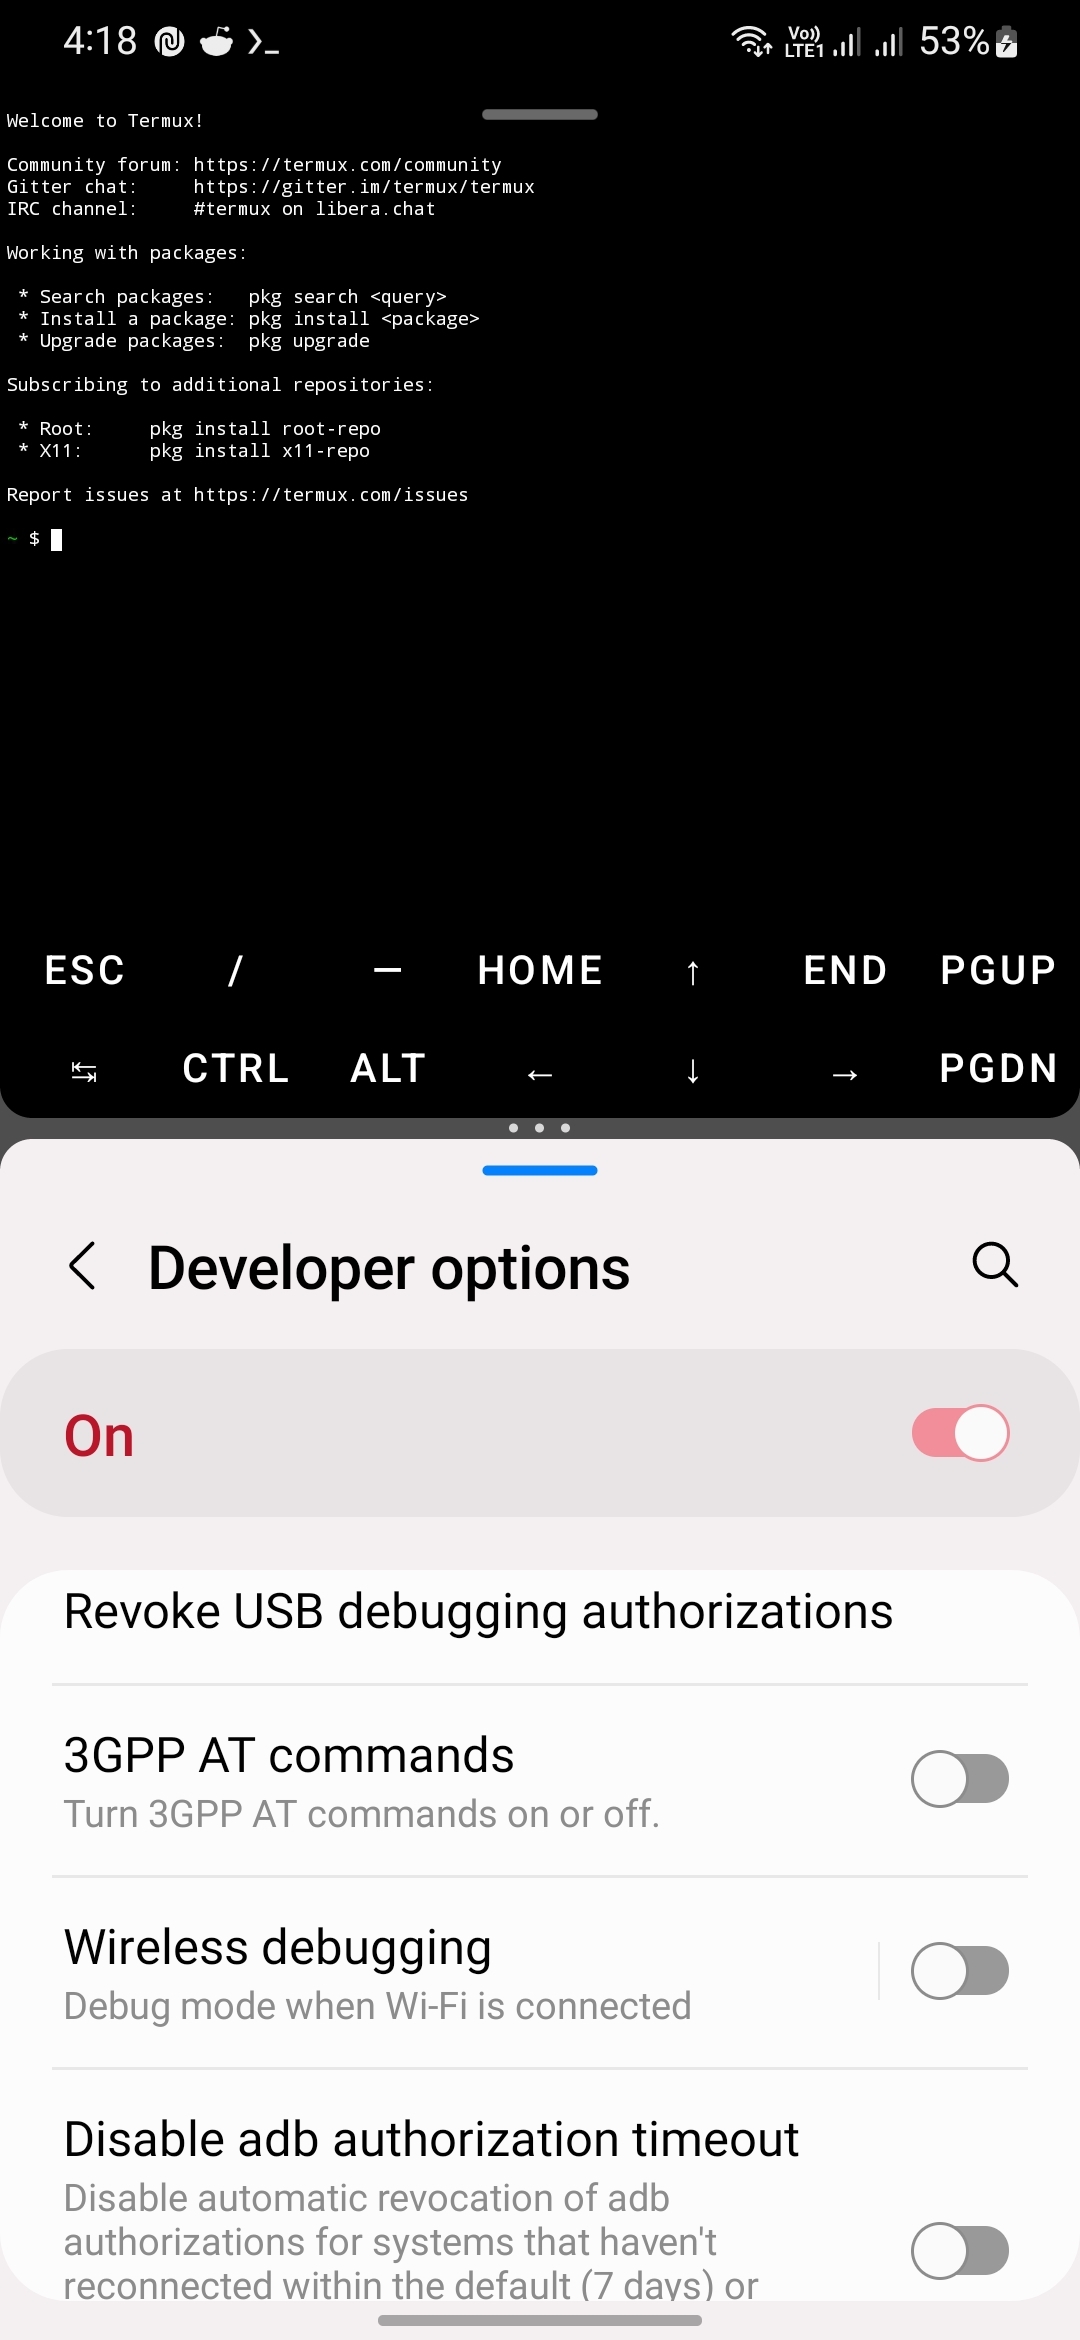 4:18
Vo)) LTE1
53%
Welcome to Termux!
Community forum: https://termux.com/community
Gitter chat:     https://gitter.im/termux/termux
IRC channel:     #termux on libera.chat
Working with packages:
* Search packages:   pkg search <query>
* Install a package: pkg install <package>
* Upgrade packages:  pkg upgrade
Subscribing to additional repositories:
* Root:     pkg install root-repo
* X11:      pkg install x11-repo
Report issues at https://termux.com/issues
~ $
ESC / — HOME ↑ END PGUP
↹ CTRL ALT ← ↓ → PGDN
Developer options
On
Revoke USB debugging authorizations
3GPP AT commands
Turn 3GPP AT commands on or off.
Wireless debugging
Debug mode when Wi-Fi is connected
Disable adb authorization timeout
Disable automatic revocation of adb
authorizations for systems that haven't
reconnected within the default (7 days) or